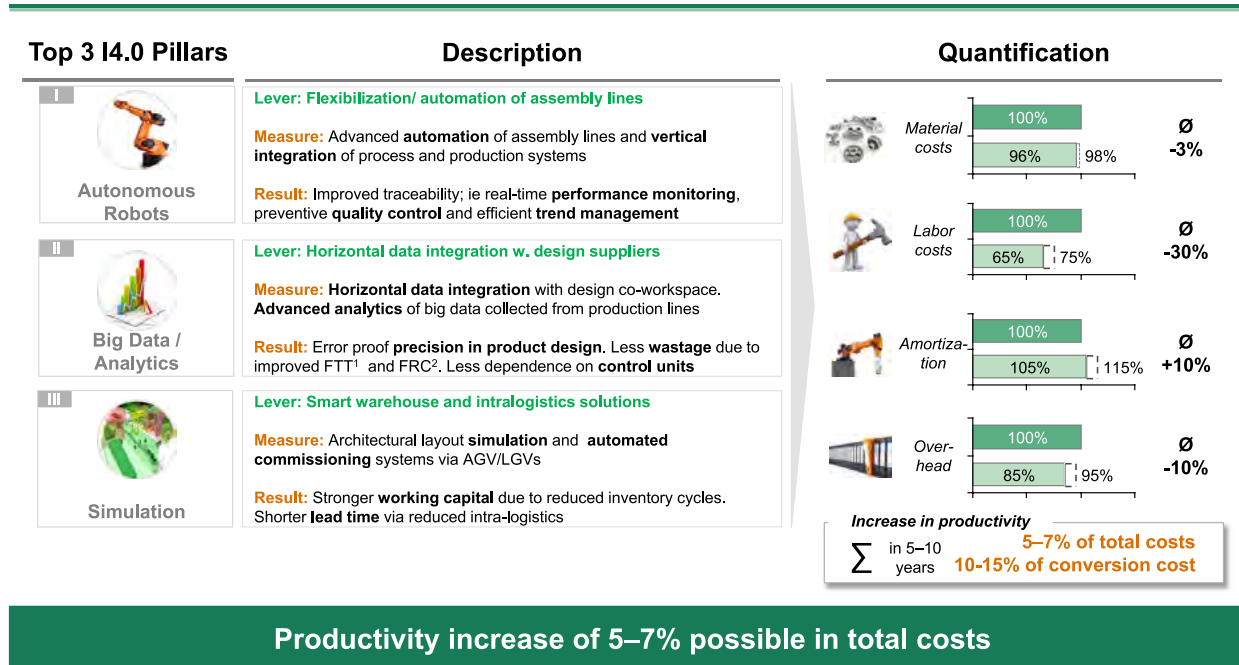 Top 3 I4.0 Pillars
Description
Quantification
I
Autonomous
Robots
Lever: Flexibilization/ automation of assembly lines
Measure: Advanced automation of assembly lines and vertical
integration of process and production systems
Result: Improved traceability; ie real-time performance monitoring,
preventive quality control and efficient trend management
II
Big Data /
Analytics
Lever: Horizontal data integration w. design suppliers
Measure: Horizontal data integration with design co-workspace.
Advanced analytics of big data collected from production lines
Result: Error proof precision in product design. Less wastage due to
improved FTT¹ and FRC². Less dependence on control units
III
Simulation
Lever: Smart warehouse and intralogistics solutions
Measure: Architectural layout simulation and automated
commissioning systems via AGV/LGVs
Result: Stronger working capital due to reduced inventory cycles.
Shorter lead time via reduced intra-logistics
Material
costs
100%
96%
98%
Ø
-3%
Labor
costs
100%
65%
75%
Ø
-30%
Amortiza-
tion
100%
105%
115%
Ø
+10%
Over-
head
100%
85%
95%
Ø
-10%
Increase in productivity
∑
in 5–10
years
5–7% of total costs
10-15% of conversion cost
Productivity increase of 5–7% possible in total costs